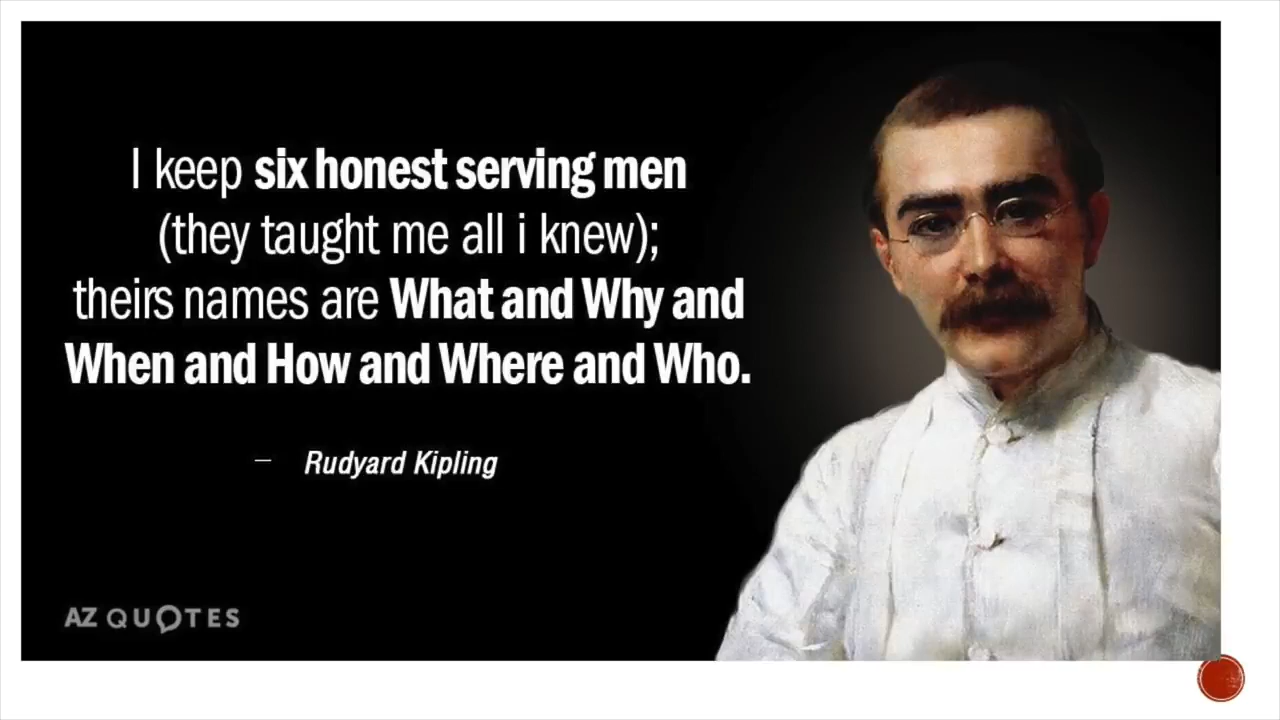 I keep six honest serving men
(they taught me all i knew);
theirs names are What and Why and
When and How and Where and Who.
– Rudyard Kipling
AZ QUOTES